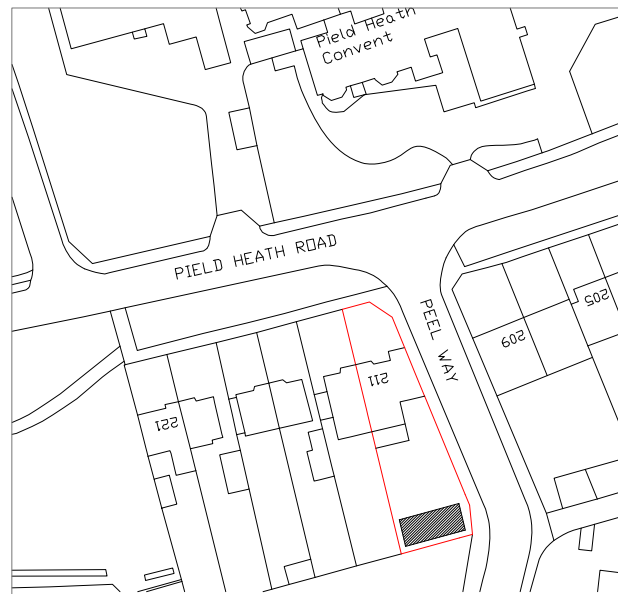 Pield Heath
Convent
PIELD HEATH ROAD
PEEL WAY
205
209
211
221